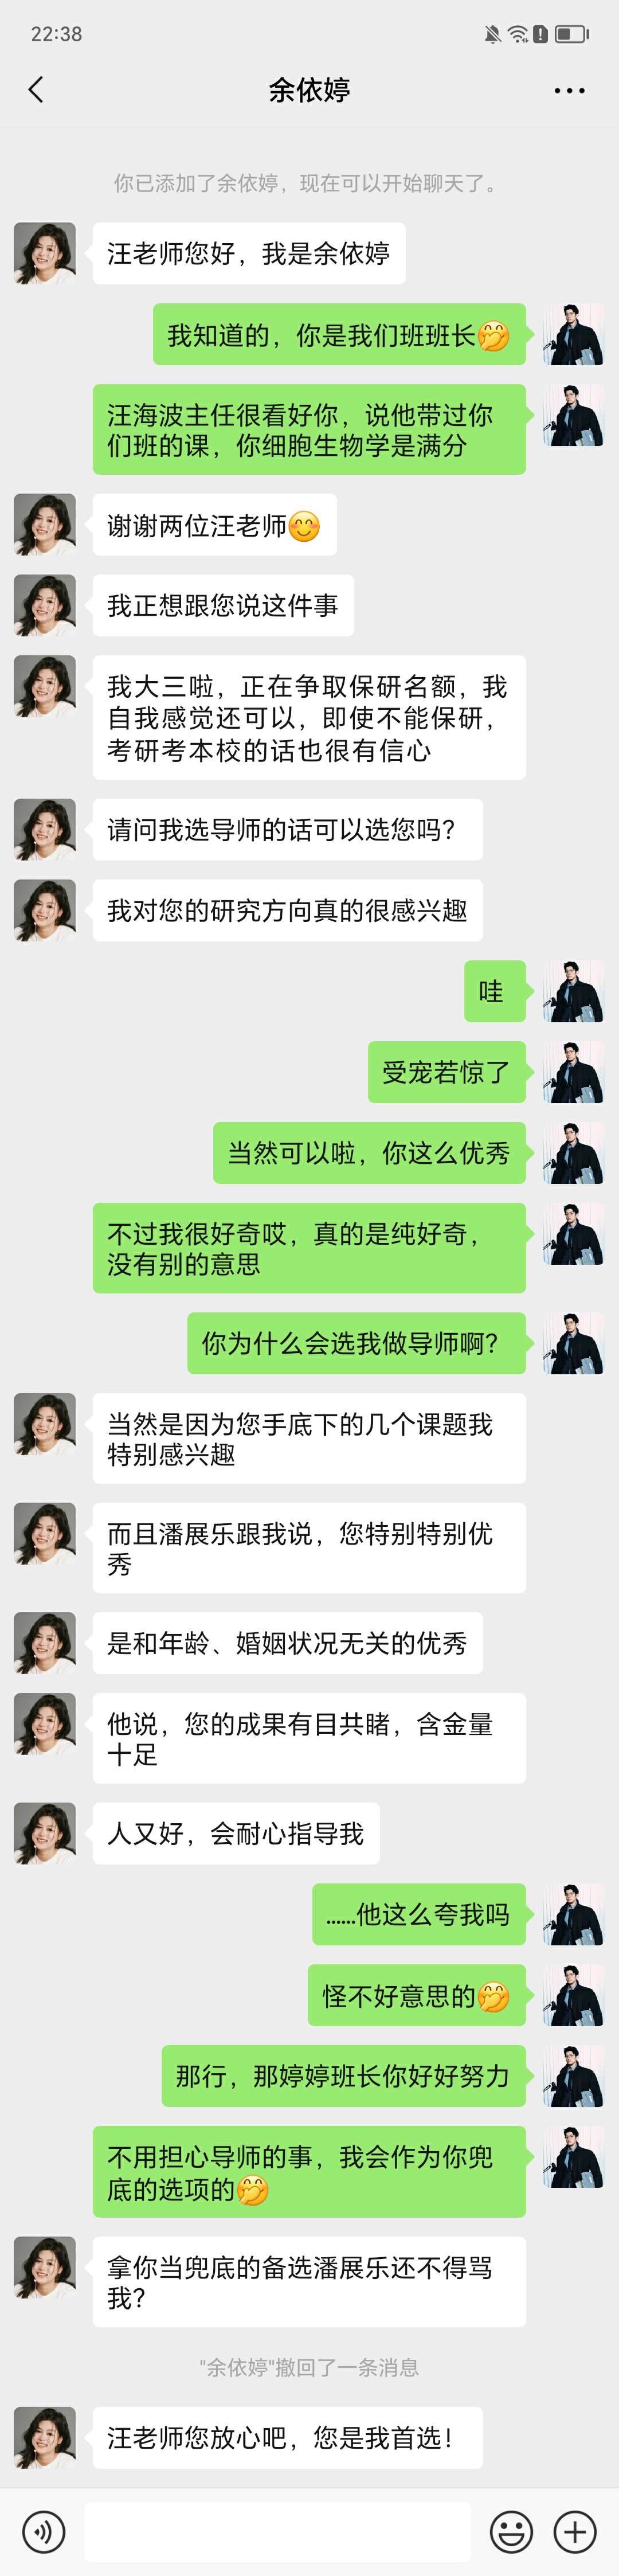 22:38
余依婷
你已添加了余依婷，现在可以开始聊天了。
汪老师您好，我是余依婷
我知道的，你是我们班班长🤭
汪海波主任很看好你，说他带过你
们班的课，你细胞生物学是满分
谢谢两位汪老师😊
我正想跟您说这件事
我大三啦，正在争取保研名额，我
自我感觉还可以，即使不能保研，
考研考本校的话也很有信心
请问我选导师的话可以选您吗？
我对您的研究方向真的很感兴趣
哇
受宠若惊了
当然可以啦，你这么优秀
不过我很好奇哎，真的是纯好奇，
没有别的意思
你为什么会选我做导师啊？
当然是因为您手底下的几个课题我
特别感兴趣
而且潘展乐跟我说，您特别特别优
秀
是和年龄、婚姻状况无关的优秀
他说，您的成果有目共睹，含金量
十足
人又好，会耐心指导我
……他这么夸我吗
怪不好意思的🤭
那行，那婷婷班长你好好努力
不用担心导师的事，我会作为你兜
底的选项的🤭
拿你当兜底的备选潘展乐还不得骂
我？
"余依婷"撤回了一条消息
汪老师您放心吧，您是我首选！